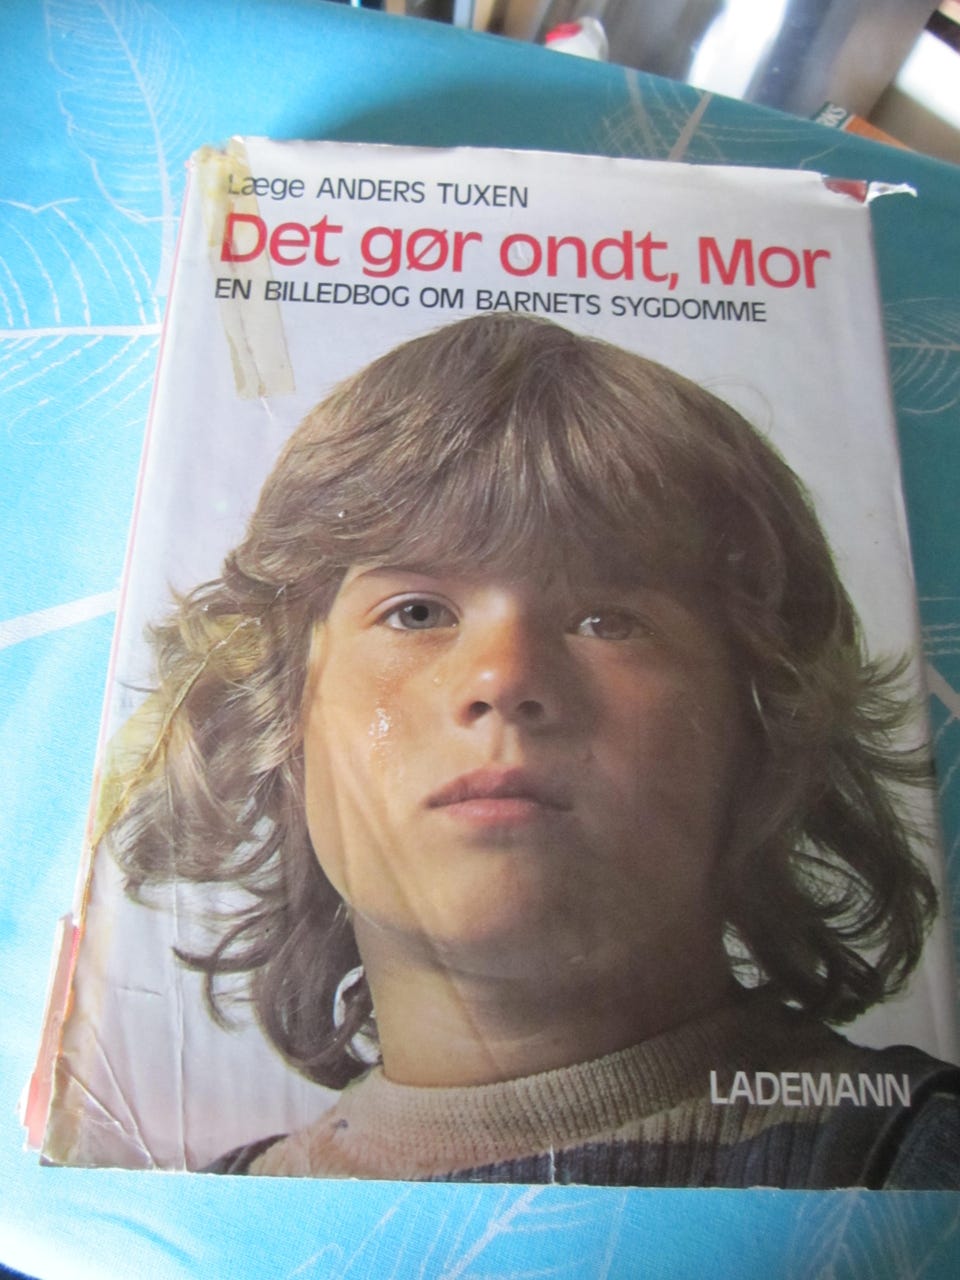 Læge ANDERS TUXEN
Det gør ondt, Mor
EN BILLEDBOG OM BARNETS SYGDOMME
LADEMANN